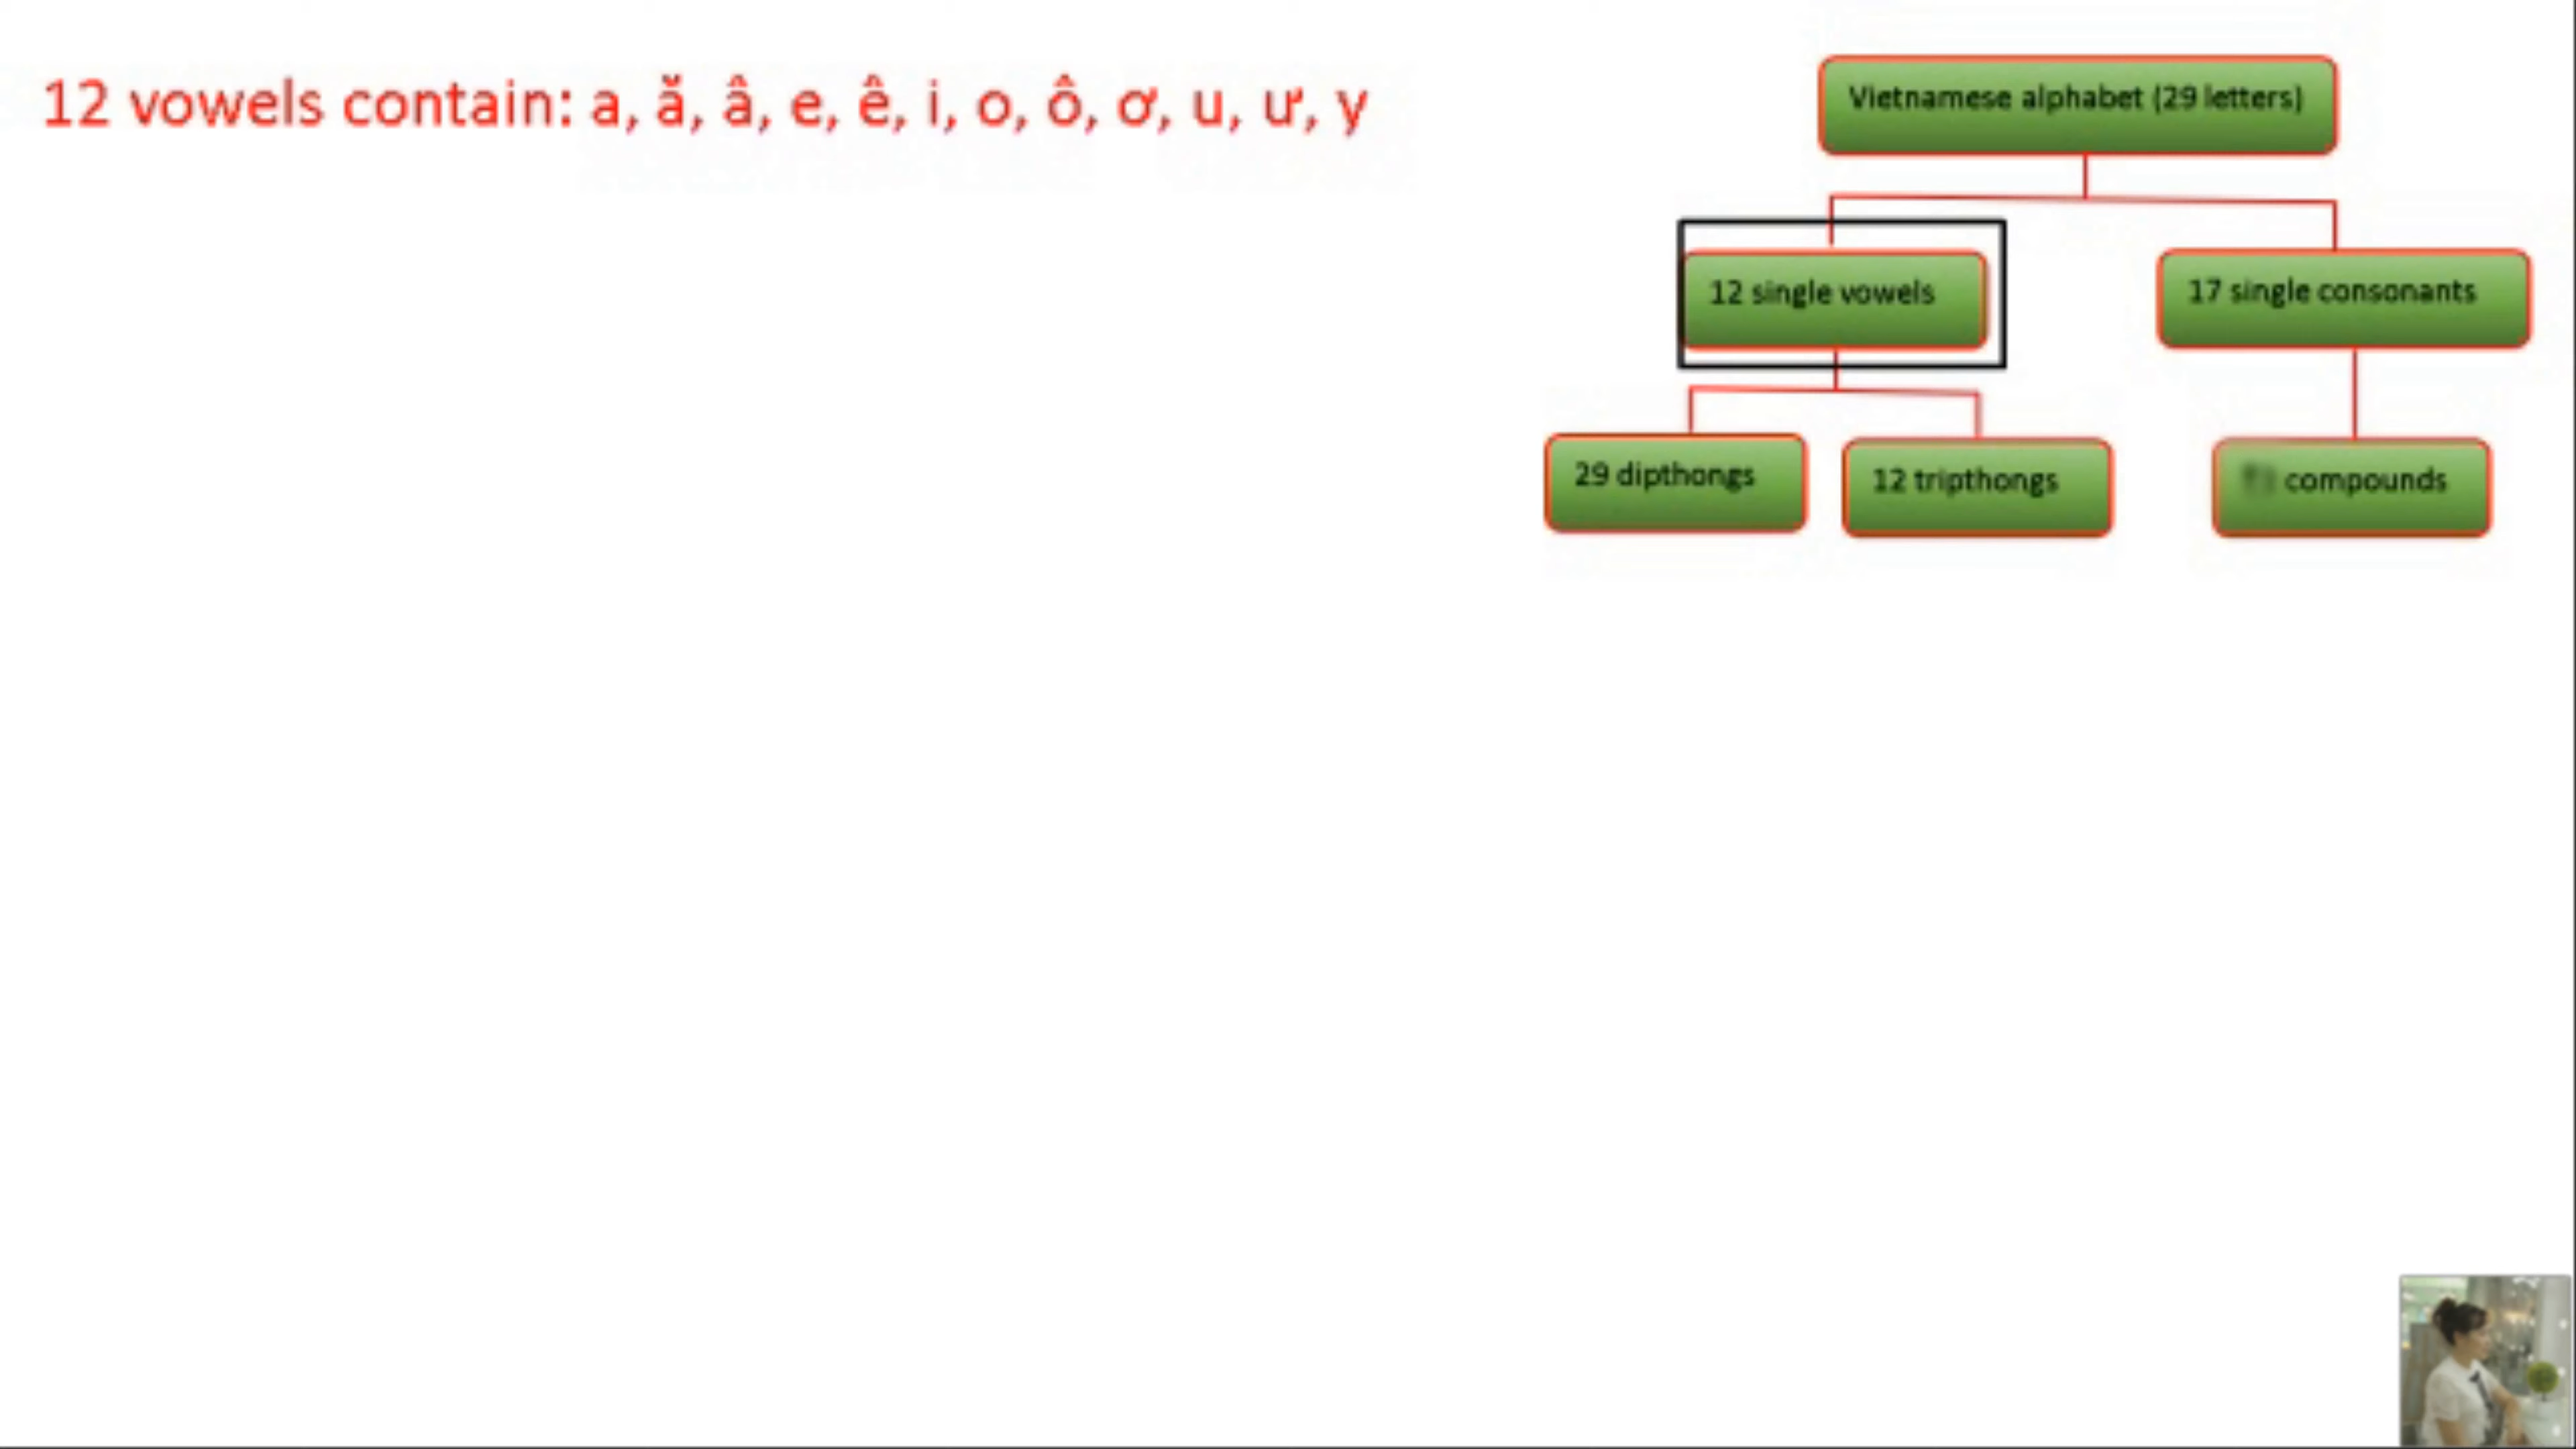 12 vowels contain: a, ă, â, e, ê, i, o, ô, ơ, u, ư, y
Vietnamese alphabet (29 letters)
12 single vowels
17 single consonants
29 dipthongs
12 tripthongs
compounds